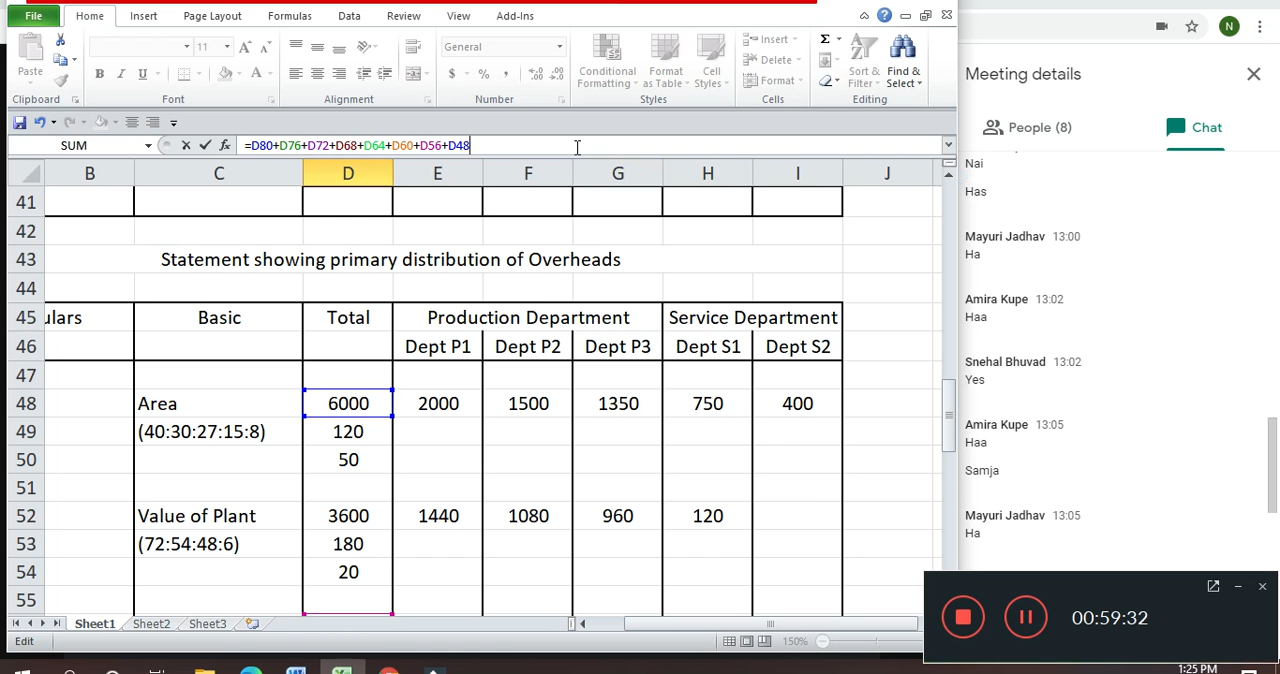 File Home Insert Page Layout Formulas Data Review View Add-Ins
Paste
11
General
Conditional Formatting
Format as Table
Cell Styles
Insert
Delete
Format
Sort & Filter
Find & Select
Clipboard Font Alignment Number Styles Cells Editing
SUM =D80+D76+D72+D68+D64+D60+D56+D48
B C D E F G H I J
41
42
43 Statement showing primary distribution of Overheads
44
45 ulars Basic Total Production Department Service Department
46 Dept P1 Dept P2 Dept P3 Dept S1 Dept S2
47
48 Area 6000 2000 1500 1350 750 400
49 (40:30:27:15:8) 120
50 50
51
52 Value of Plant 3600 1440 1080 960 120
53 (72:54:48:6) 180
54 20
55
Sheet1 Sheet2 Sheet3
Edit 150%
N
Meeting details
People (8) Chat
Nai
Has
Mayuri Jadhav 13:00
Ha
Amira Kupe 13:02
Haa
Snehal Bhuvad 13:02
Yes
Amira Kupe 13:05
Haa
Samja
Mayuri Jadhav 13:05
Ha
00:59:32
1:25 PM